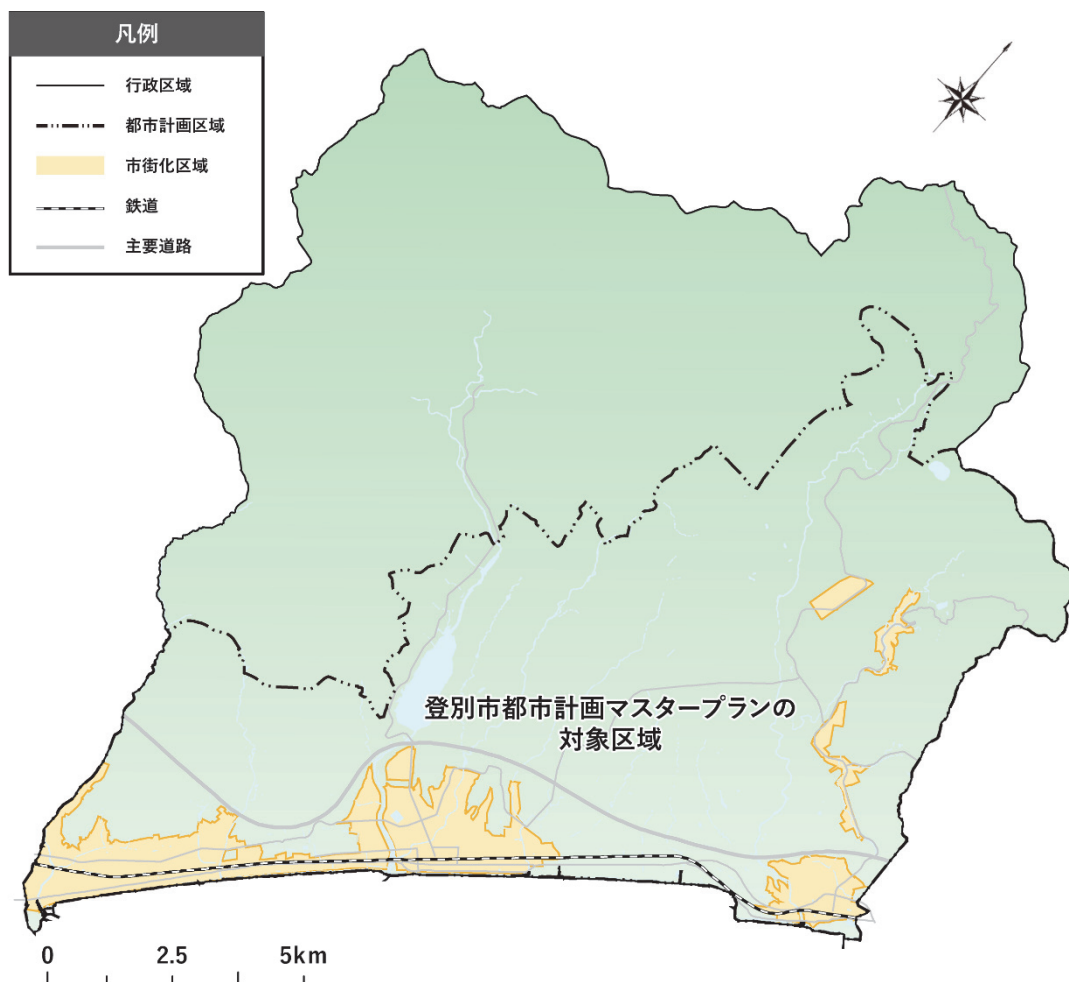 凡例
行政区域
都市計画区域
市街化区域
鉄道
主要道路
登別市都市計画マスタープランの
対象区域
0 2.5 5km